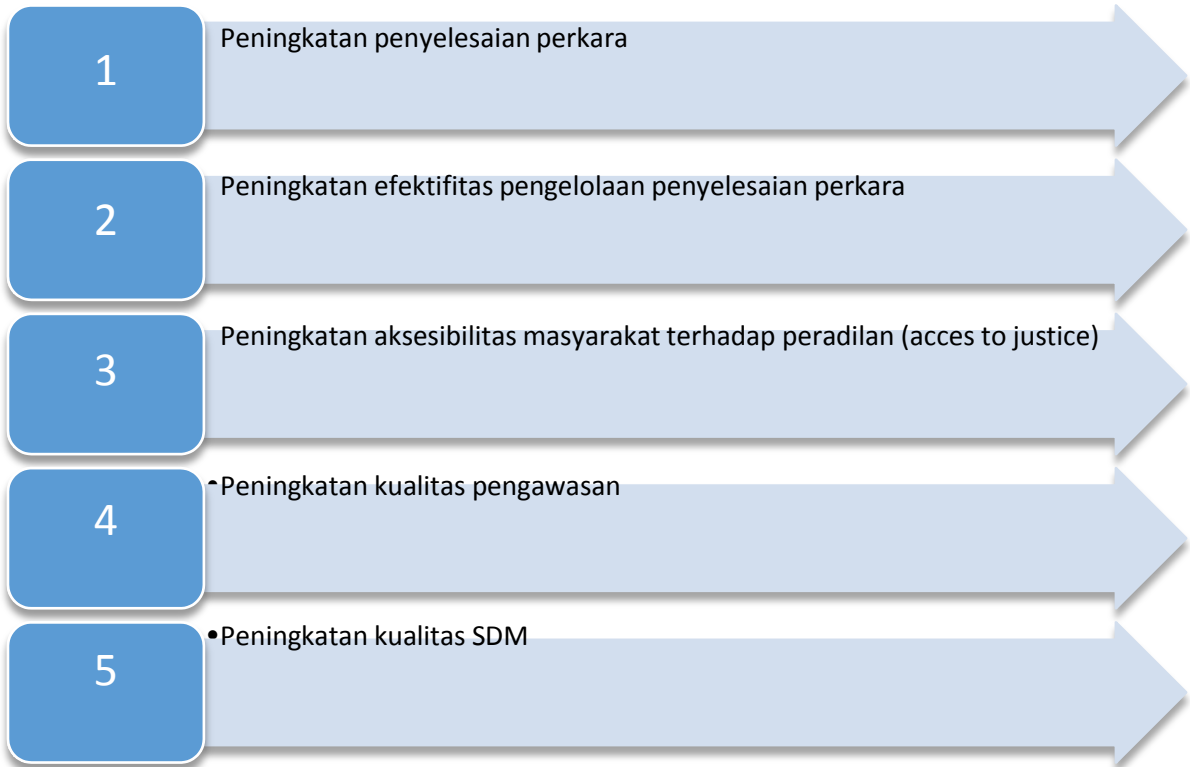 1
Peningkatan penyelesaian perkara
2
Peningkatan efektifitas pengelolaan penyelesaian perkara
3
Peningkatan aksesibilitas masyarakat terhadap peradilan (acces to justice)
4
•Peningkatan kualitas pengawasan
5
•Peningkatan kualitas SDM